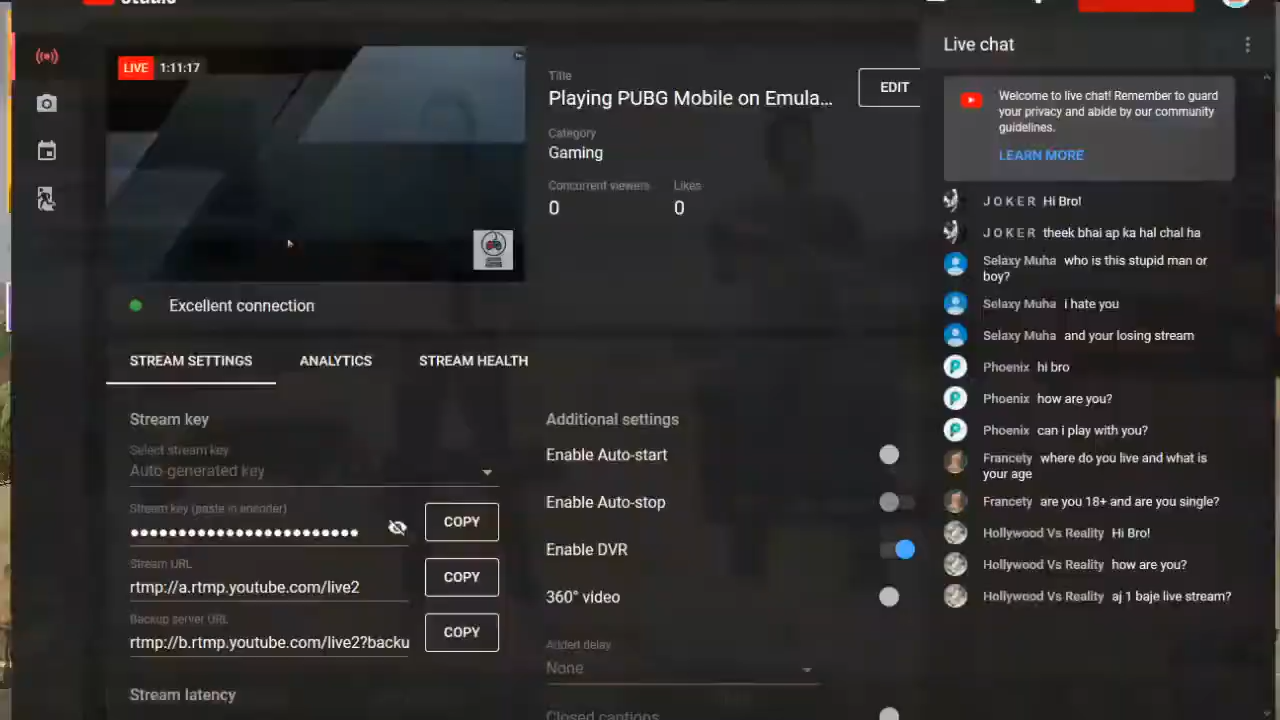 LIVE 1:11:17
Title
Playing PUBG Mobile on Emula...
EDIT
Category
Gaming
Concurrent viewers
Likes
0
0
Excellent connection
STREAM SETTINGS
ANALYTICS
STREAM HEALTH
Stream key
Select stream key
Auto-generated key
Stream key (paste in encoder)
••••••••••••••••••••••••
COPY
Stream URL
rtmp://a.rtmp.youtube.com/live2
COPY
Backup server URL
rtmp://b.rtmp.youtube.com/live2?backu
COPY
Stream latency
Additional settings
Enable Auto-start
Enable Auto-stop
Enable DVR
360° video
Added delay
None
Closed captions
Live chat
Welcome to live chat! Remember to guard
your privacy and abide by our community
guidelines.
LEARN MORE
J O K E R Hi Bro!
J O K E R theek bhai ap ka hal chal ha
Selaxy Muha who is this stupid man or
boy?
Selaxy Muha i hate you
Selaxy Muha and your losing stream
Phoenix hi bro
Phoenix how are you?
Phoenix can i play with you?
Francety where do you live and what is
your age
Francety are you 18+ and are you single?
Hollywood Vs Reality Hi Bro!
Hollywood Vs Reality how are you?
Hollywood Vs Reality aj 1 baje live stream?